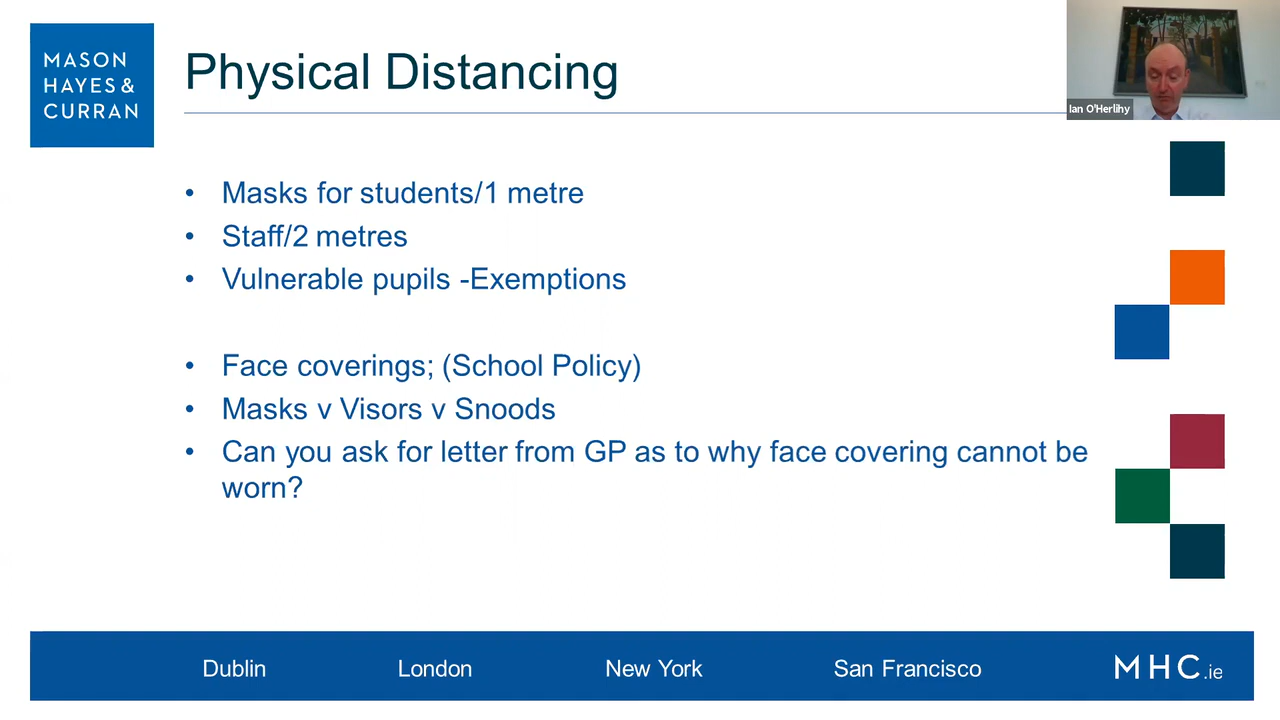 MASON
HAYES &
CURRAN
Physical Distancing
Ian O'Herlihy
• Masks for students/1 metre
• Staff/2 metres
• Vulnerable pupils -Exemptions
• Face coverings; (School Policy)
• Masks v Visors v Snoods
• Can you ask for letter from GP as to why face covering cannot be
worn?
Dublin London New York San Francisco MHC.ie